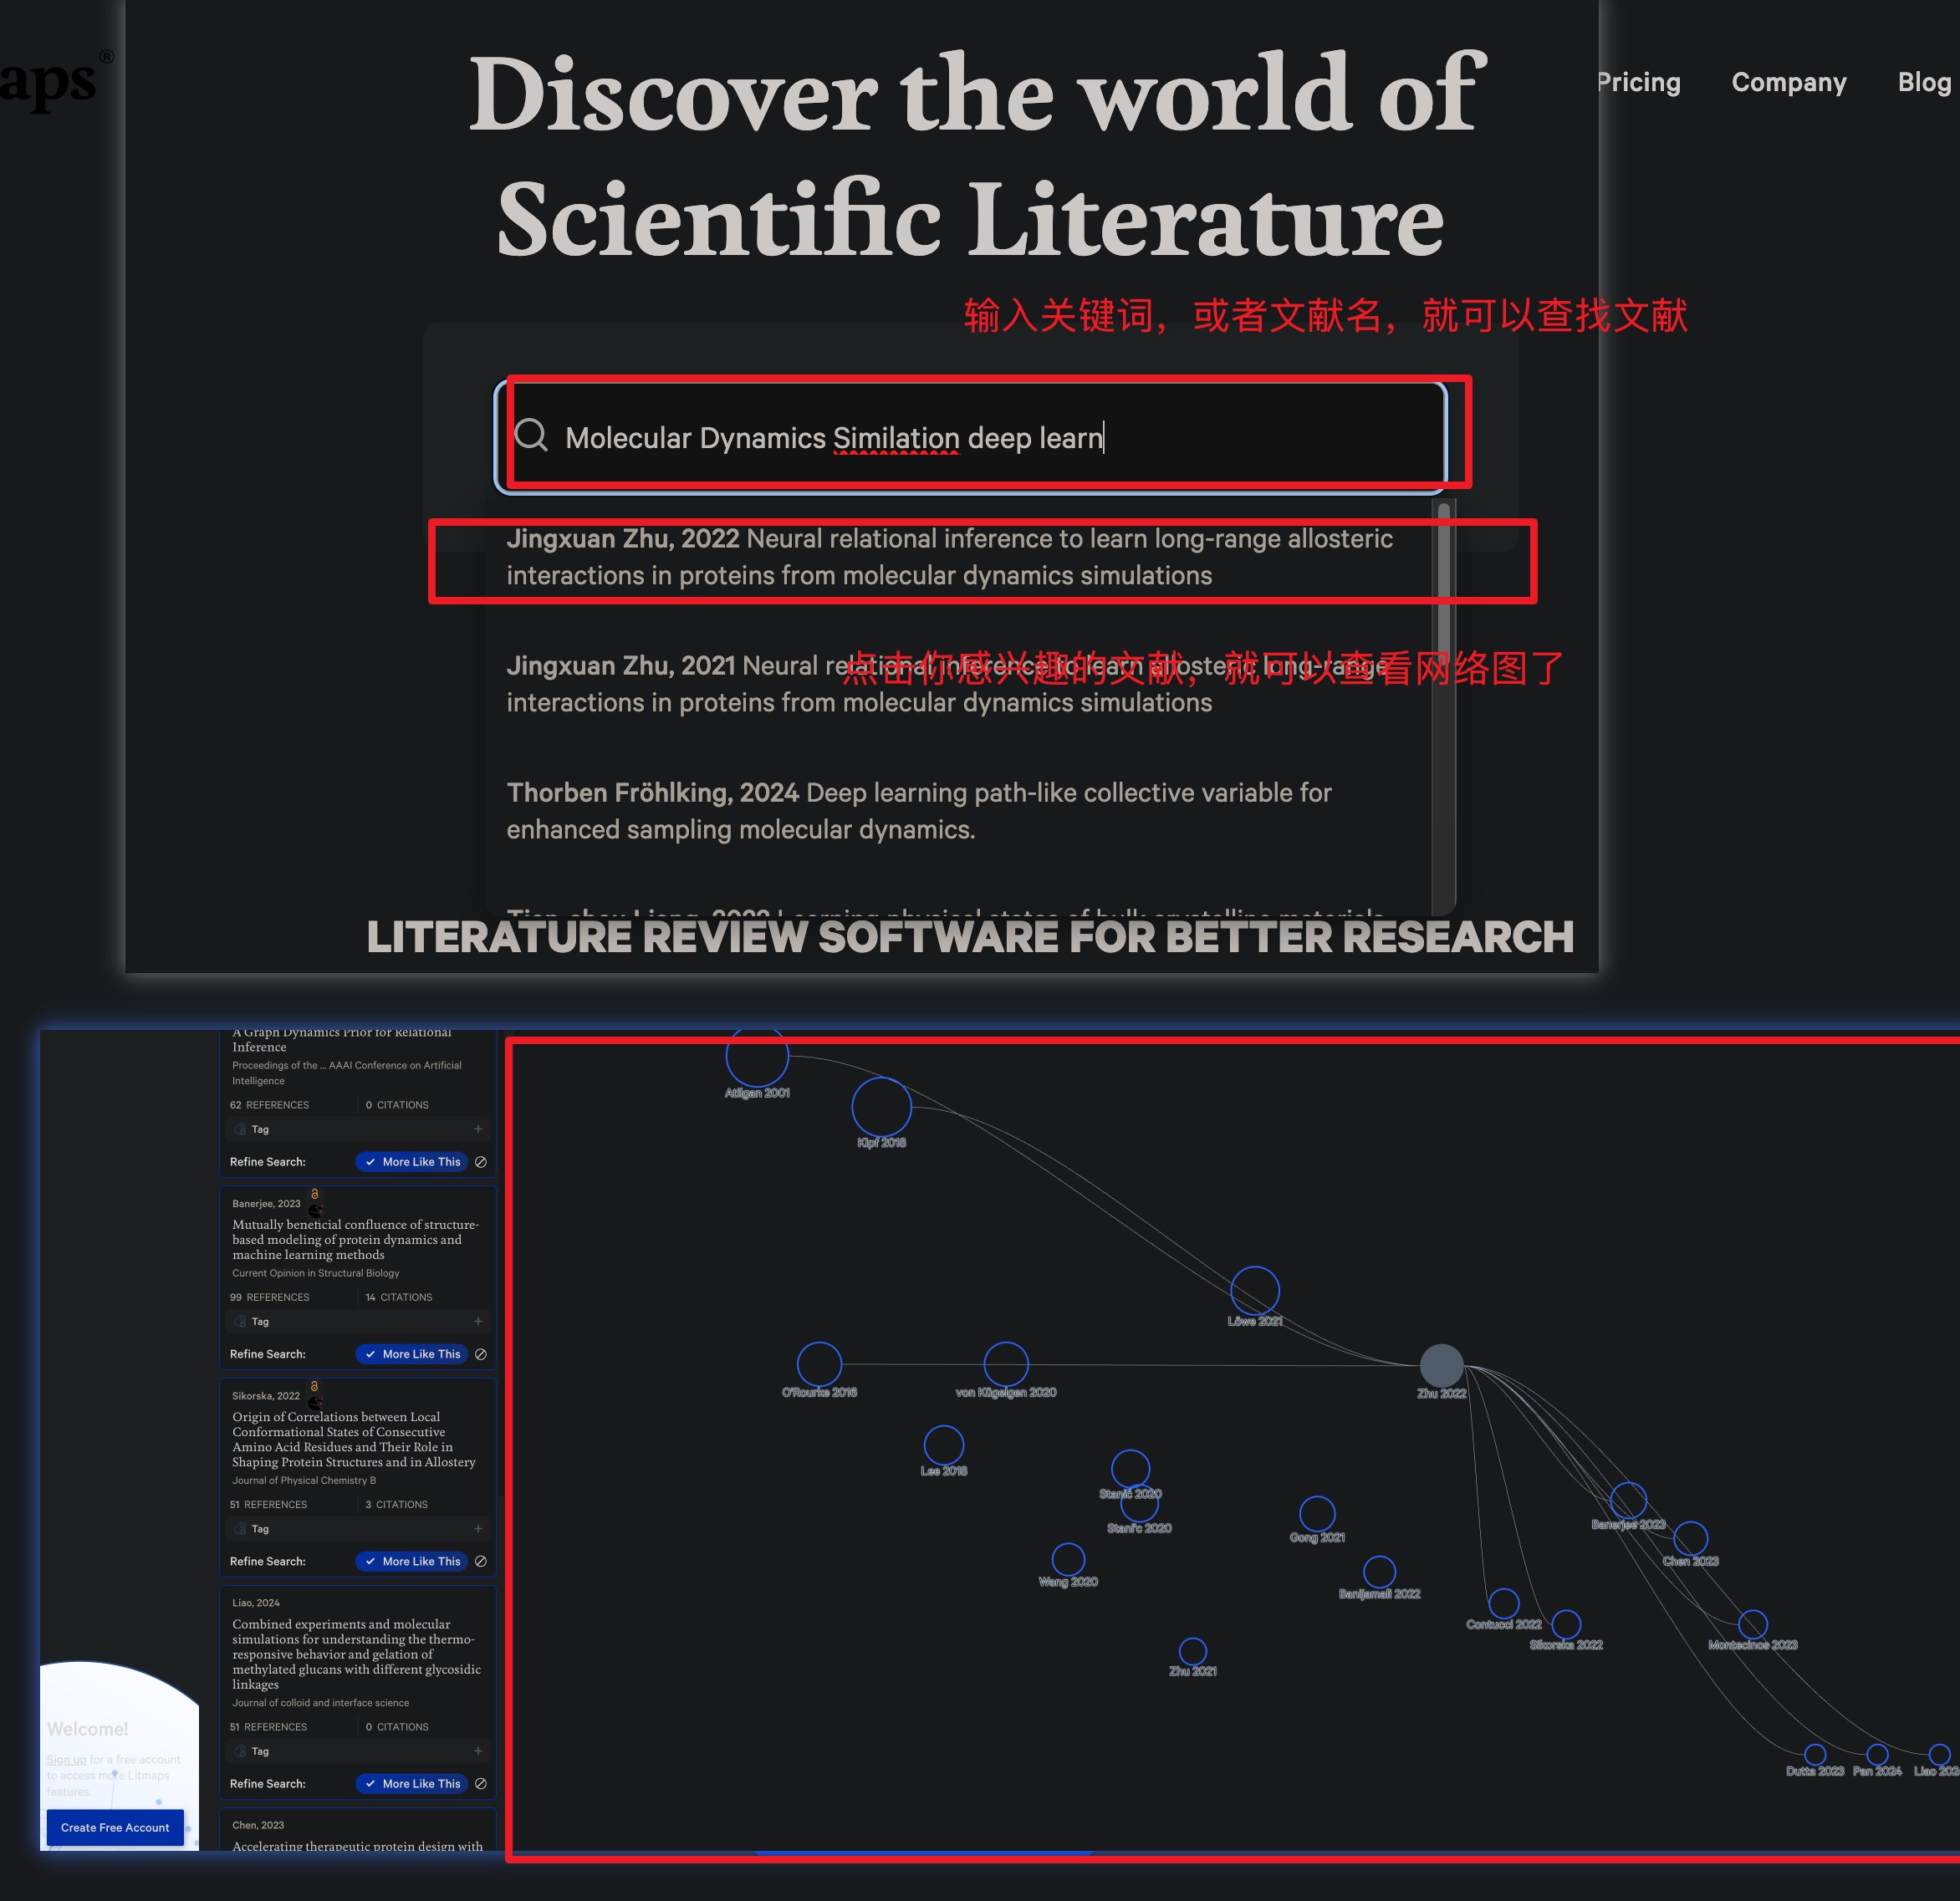 aps®
Pricing Company Blog
Discover the world of
Scientific Literature
输入关键词，或者文献名，就可以查找文献
Molecular Dynamics Similation deep learn
Jingxuan Zhu, 2022 Neural relational inference to learn long-range allosteric
interactions in proteins from molecular dynamics simulations
Jingxuan Zhu, 2021 Neural relational inference to learn allosteric long-range
interactions in proteins from molecular dynamics simulations
点击你感兴趣的文献，就可以查看网络图了
Thorben Fröhlking, 2024 Deep learning path-like collective variable for
enhanced sampling molecular dynamics.
2022 Learning physical states of bulk crystalline materials
LITERATURE REVIEW SOFTWARE FOR BETTER RESEARCH
A Graph Dynamics Prior for Relational
Inference
Proceedings of the ... AAAI Conference on Artificial
Intelligence
62 REFERENCES 0 CITATIONS
Tag +
Refine Search: More Like This
Banerjee, 2023
Mutually beneficial confluence of structure-
based modeling of protein dynamics and
machine learning methods
Current Opinion in Structural Biology
99 REFERENCES 14 CITATIONS
Tag +
Refine Search: More Like This
Sikorska, 2022
Origin of Correlations between Local
Conformational States of Consecutive
Amino Acid Residues and Their Role in
Shaping Protein Structures and in Allostery
Journal of Physical Chemistry B
51 REFERENCES 3 CITATIONS
Tag +
Refine Search: More Like This
Liao, 2024
Combined experiments and molecular
simulations for understanding the thermo-
responsive behavior and gelation of
methylated glucans with different glycosidic
linkages
Journal of colloid and interface science
51 REFERENCES 0 CITATIONS
Tag +
Refine Search: More Like This
Chen, 2023
Accelerating therapeutic protein design with
Welcome!
Sign up for a free account
to access more Litmaps
features.
Create Free Account
Atilgan 2001
Kipf 2018
Löwe 2021
O'Rourke 2016
von Kügelgen 2020
Zhu 2022
Lee 2018
Stanić 2020
Stani'c 2020
Gong 2021
Banerjee 2023
Chen 2023
Wang 2020
Banijamali 2022
Contucci 2022
Sikorska 2022
Montecinos 2023
Zhu 2021
Dutta 2023
Pan 2024
Liao 202